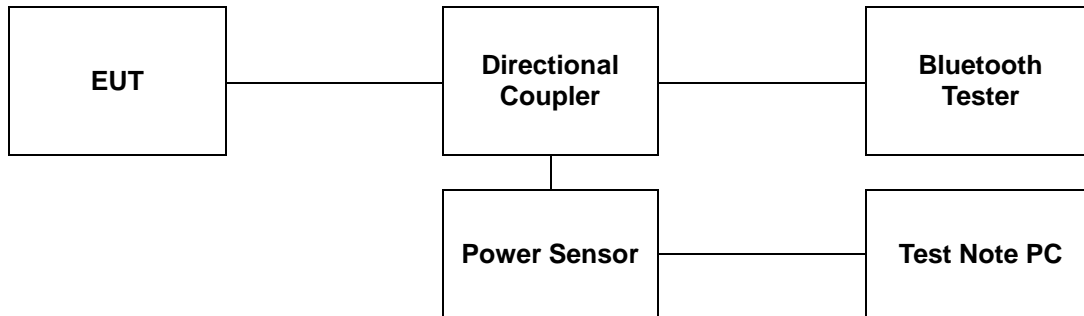 EUT
Directional
Coupler
Bluetooth
Tester
Power Sensor
Test Note PC